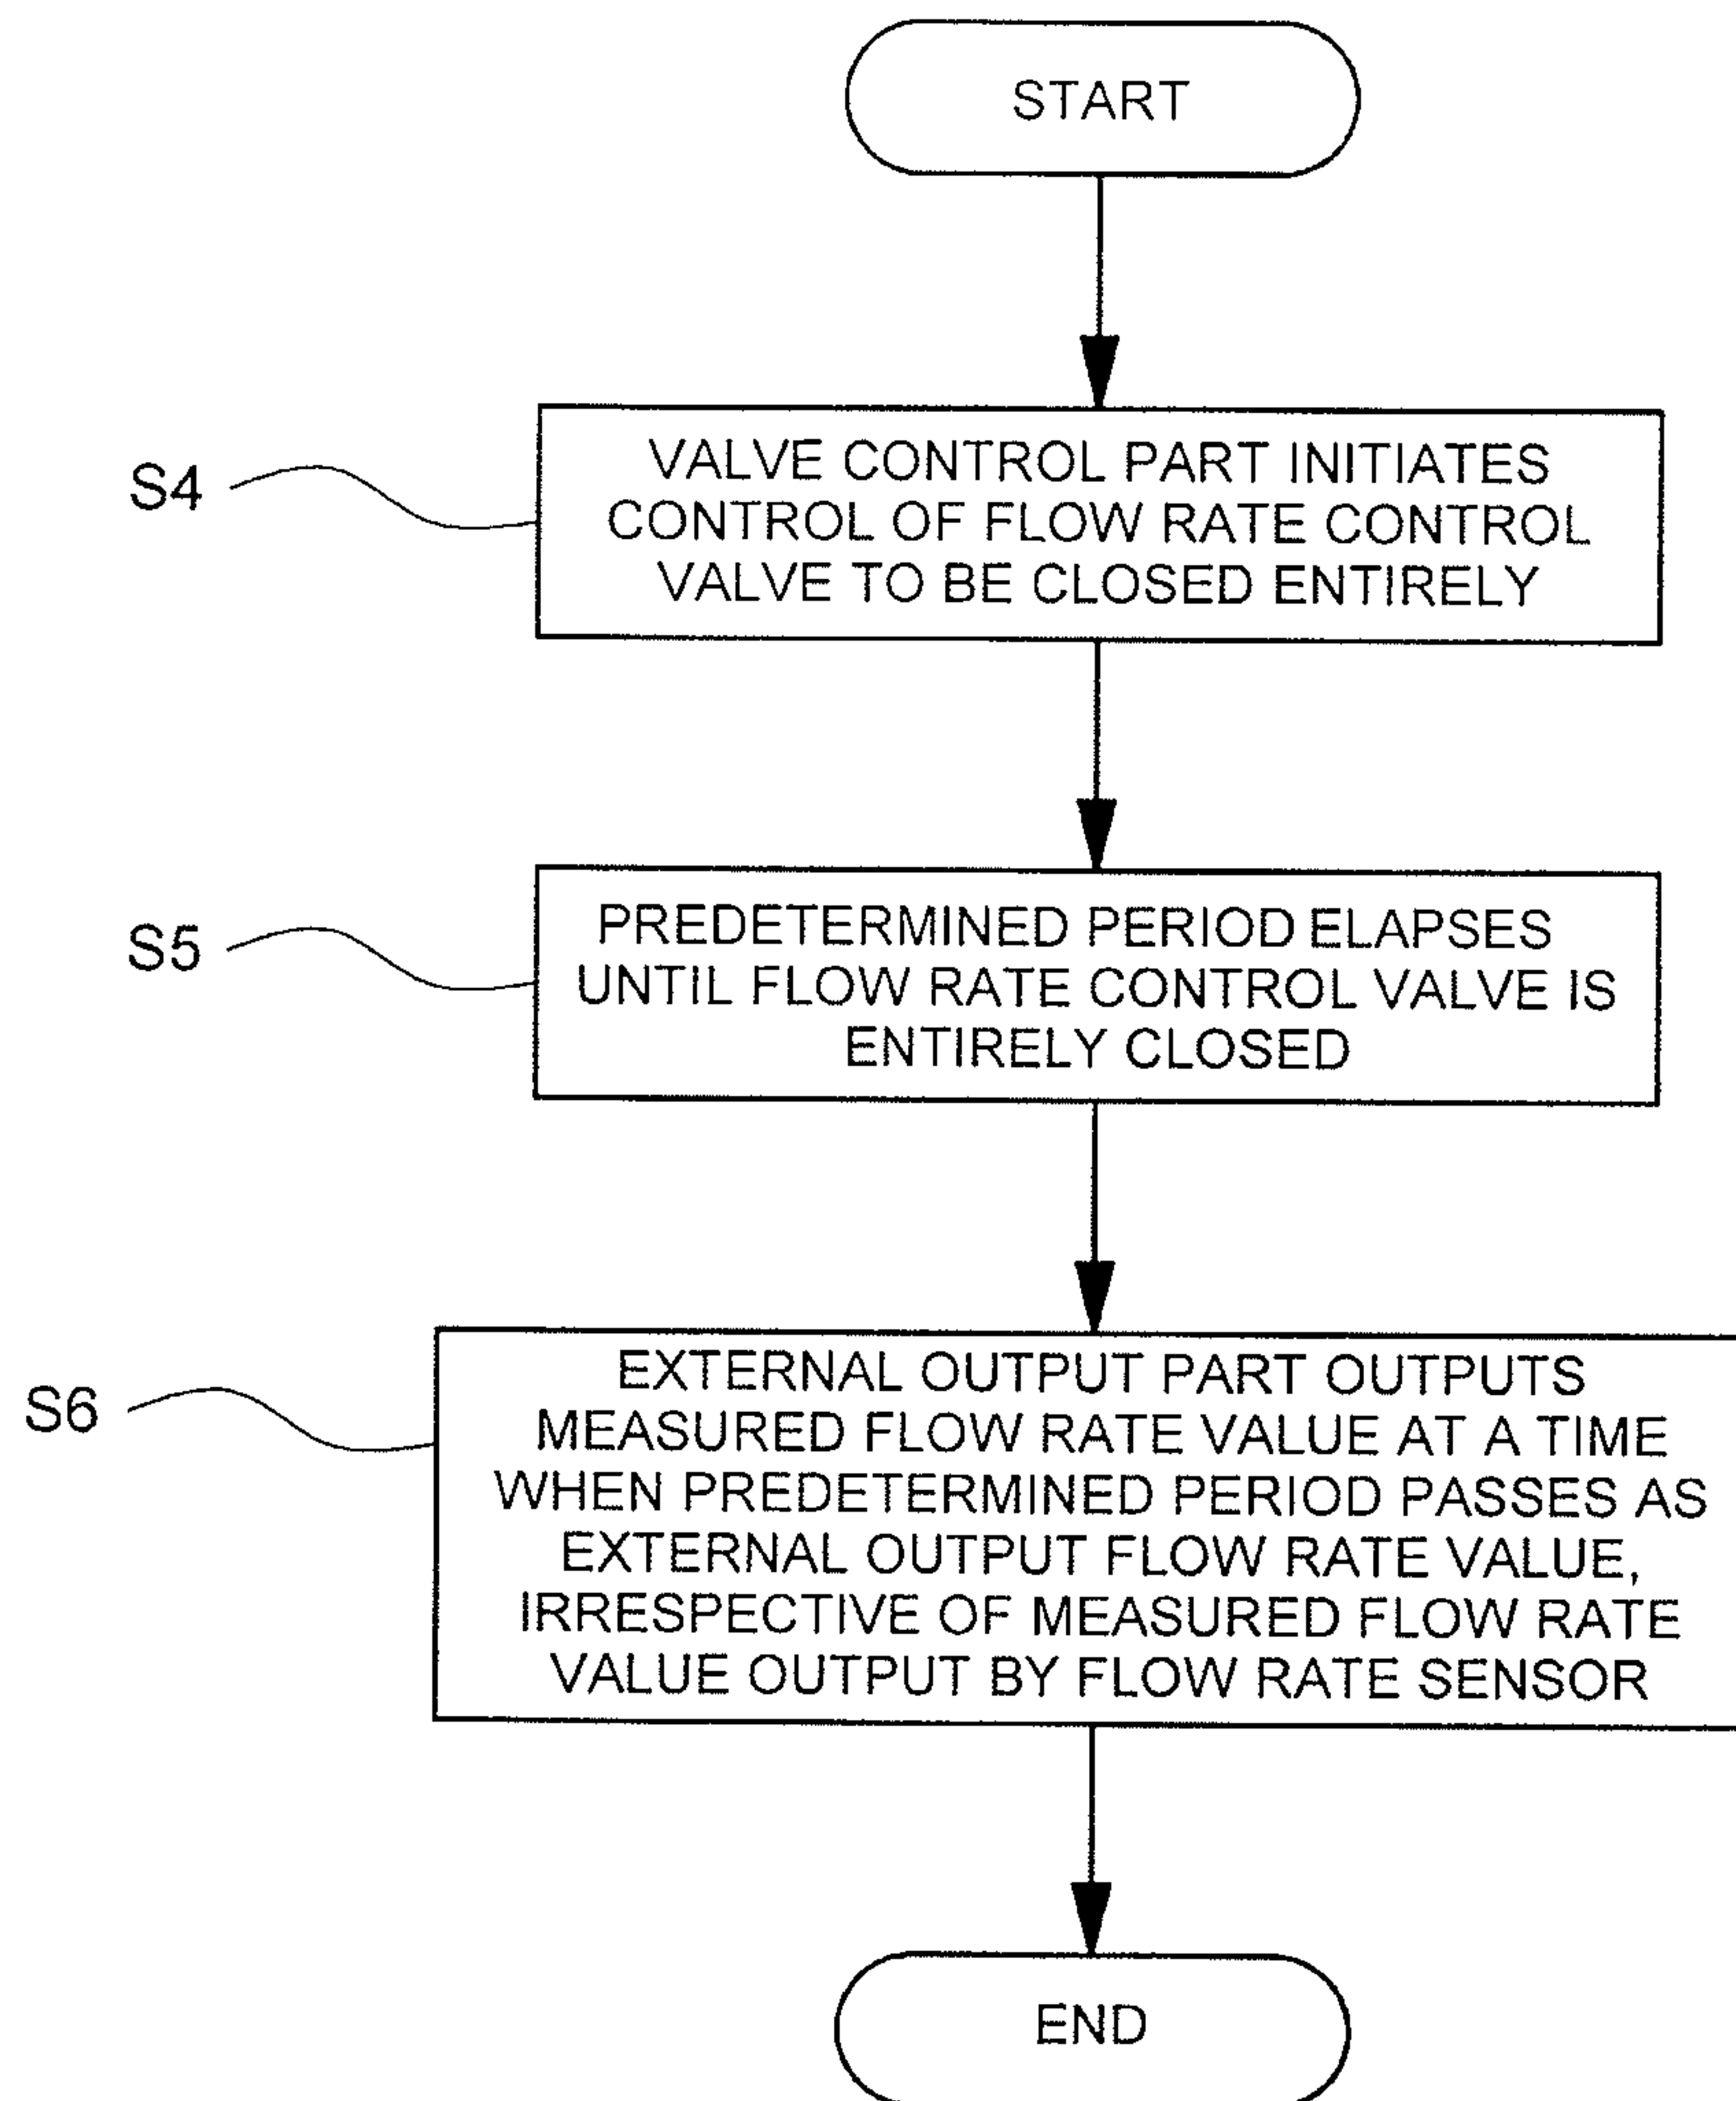 START
S4
VALVE CONTROL PART INITIATES
CONTROL OF FLOW RATE CONTROL
VALVE TO BE CLOSED ENTIRELY
S5
PREDETERMINED PERIOD ELAPSES
UNTIL FLOW RATE CONTROL VALVE IS
ENTIRELY CLOSED
S6
EXTERNAL OUTPUT PART OUTPUTS
MEASURED FLOW RATE VALUE AT A TIME
WHEN PREDETERMINED PERIOD PASSES AS
EXTERNAL OUTPUT FLOW RATE VALUE,
IRRESPECTIVE OF MEASURED FLOW RATE
VALUE OUTPUT BY FLOW RATE SENSOR
END